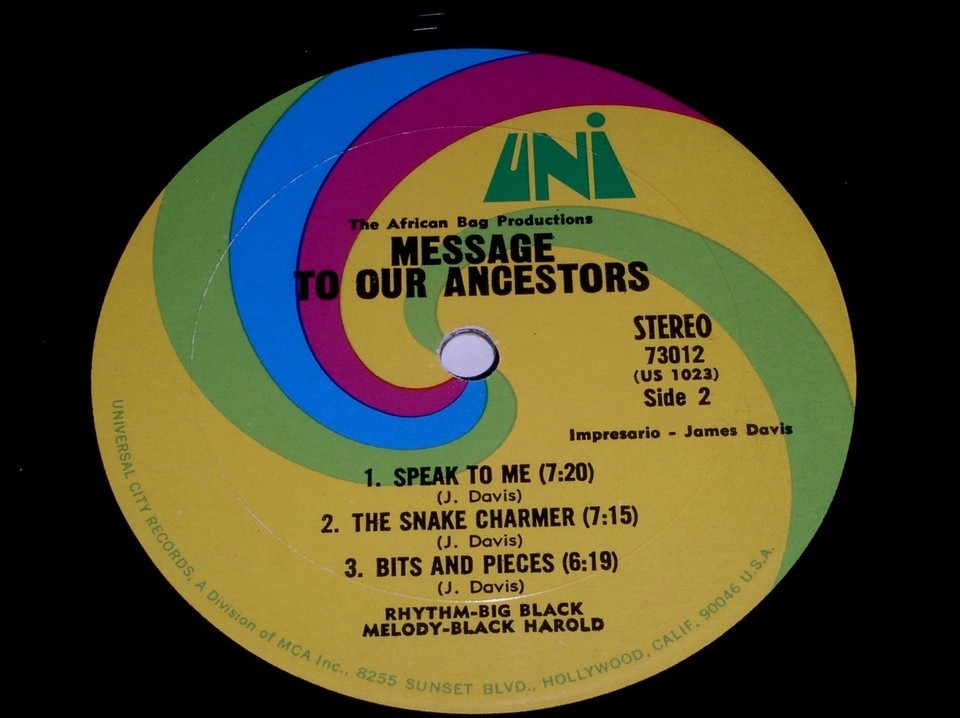 UNI
The African Bag Productions
MESSAGE
TO OUR ANCESTORS
STEREO
73012
(US 1023)
Side 2
Impresario - James Davis
1. SPEAK TO ME (7:20)
(J. Davis)
2. THE SNAKE CHARMER (7:15)
(J. Davis)
3. BITS AND PIECES (6:19)
(J. Davis)
RHYTHM-BIG BLACK
MELODY-BLACK HAROLD
UNIVERSAL CITY RECORDS, A Division of MCA Inc., 8255 SUNSET BLVD., HOLLYWOOD, CALIF. 90046 U.S.A.